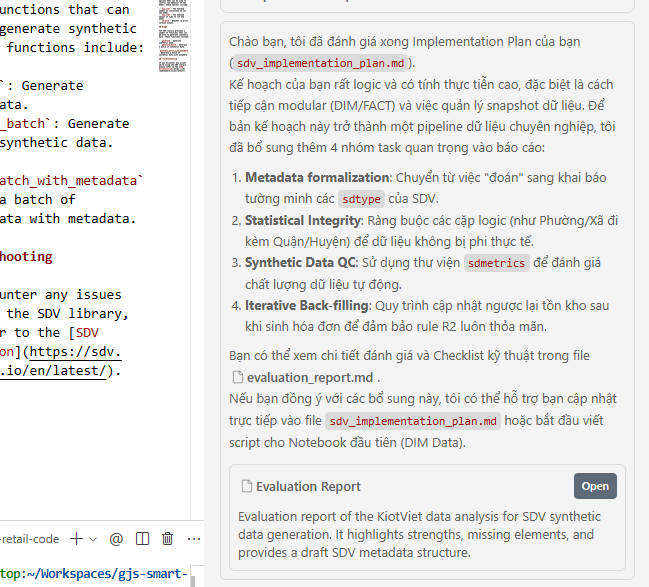 unctions that can
generate synthetic
functions include:
`: Generate
ata.
_batch`: Generate
synthetic data.
atch_with_metadata`
a batch of
ata with metadata.
hooting
unter any issues
the SDV library,
r to the [SDV
on](https://sdv.
.io/en/latest/).
-retail-code
top:~/Workspaces/gjs-smart-
Chào bạn, tôi đã đánh giá xong Implementation Plan của bạn
(sdv_implementation_plan.md).
Kế hoạch của bạn rất logic và có tính thực tiễn cao, đặc biệt là cách
tiếp cận modular (DIM/FACT) và việc quản lý snapshot dữ liệu. Để
bản kế hoạch này trở thành một pipeline dữ liệu chuyên nghiệp, tôi
đã bổ sung thêm 4 nhóm task quan trọng vào báo cáo:
1. Metadata formalization: Chuyển từ việc "đoán" sang khai báo
tường minh các sdtype của SDV.
2. Statistical Integrity: Ràng buộc các cặp logic (như Phường/Xã đi
kèm Quận/Huyện) để dữ liệu không bị phi thực tế.
3. Synthetic Data QC: Sử dụng thư viện sdmetrics để đánh giá
chất lượng dữ liệu tự động.
4. Iterative Back-filling: Quy trình cập nhật ngược lại tồn kho sau
khi sinh hóa đơn để đảm bảo rule R2 luôn thỏa mãn.
Bạn có thể xem chi tiết đánh giá và Checklist kỹ thuật trong file
evaluation_report.md .
Nếu bạn đồng ý với các bổ sung này, tôi có thể hỗ trợ bạn cập nhật
trực tiếp vào file sdv_implementation_plan.md hoặc bắt đầu viết
script cho Notebook đầu tiên (DIM Data).
Evaluation Report
Open
Evaluation report of the KiotViet data analysis for SDV synthetic
data generation. It highlights strengths, missing elements, and
provides a draft SDV metadata structure.